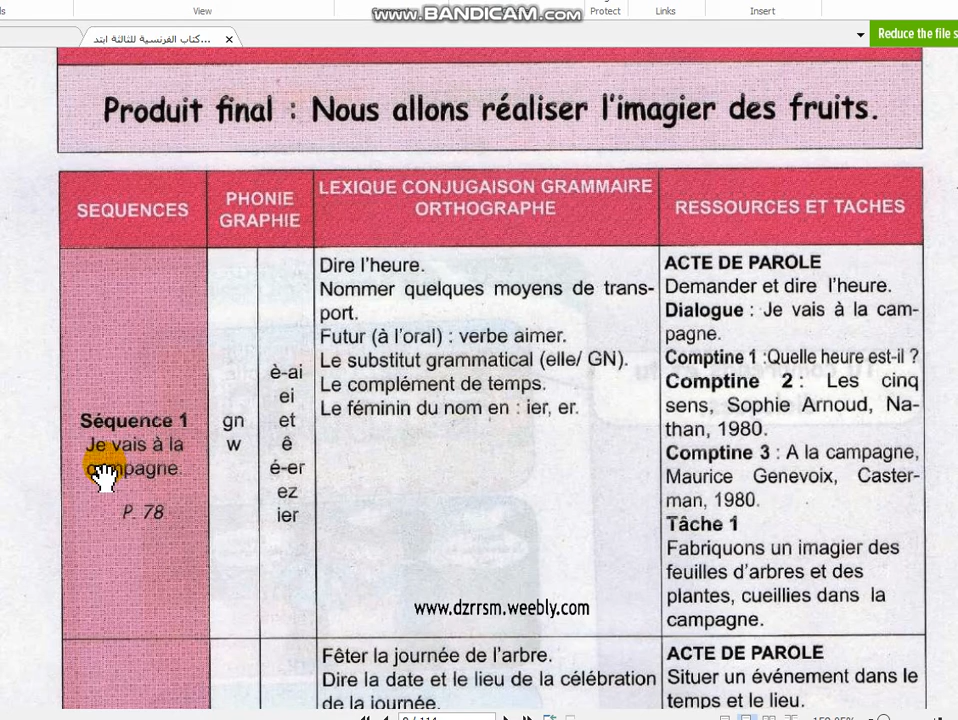 View
Protect
Links
Insert
www.BANDICAM.com
كتاب الفرنسية للثالثة ابتد...
Reduce the file s
Produit final : Nous allons réaliser l'imagier des fruits.
SEQUENCES
PHONIE
GRAPHIE
LEXIQUE CONJUGAISON GRAMMAIRE
ORTHOGRAPHE
RESSOURCES ET TACHES
Séquence 1
Je vais à la
campagne.
P. 78
gn
w
è-ai
ei
et
ê
é-er
ez
ier
Dire l'heure.
Nommer quelques moyens de trans-
port.
Futur (à l'oral) : verbe aimer.
Le substitut grammatical (elle/ GN).
Le complément de temps.
Le féminin du nom en : ier, er.
www.dzrrsm.weebly.com
ACTE DE PAROLE
Demander et dire l'heure.
Dialogue : Je vais à la cam-
pagne.
Comptine 1 :Quelle heure est-il ?
Comptine 2 : Les cinq
sens, Sophie Arnoud, Na-
than, 1980.
Comptine 3 : A la campagne,
Maurice Genevoix, Caster-
man, 1980.
Tâche 1
Fabriquons un imagier des
feuilles d'arbres et des
plantes, cueillies dans la
campagne.
Fêter la journée de l'arbre.
Dire la date et le lieu de la célébration
de la journée.
ACTE DE PAROLE
Situer un événement dans le
temps et le lieu.